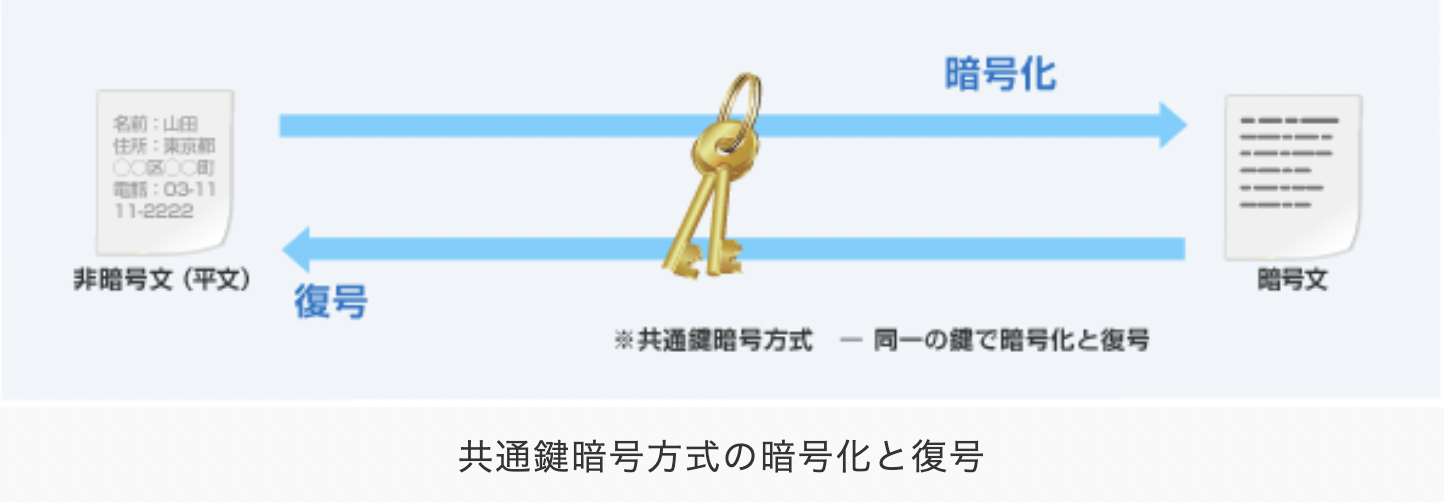 暗号化
名前：山田
住所：東京都
〇〇区〇〇町
電話：03-11
11-2222
非暗号文（平文）
暗号文
復号
※共通鍵暗号方式　― 同一の鍵で暗号化と復号
共通鍵暗号方式の暗号化と復号